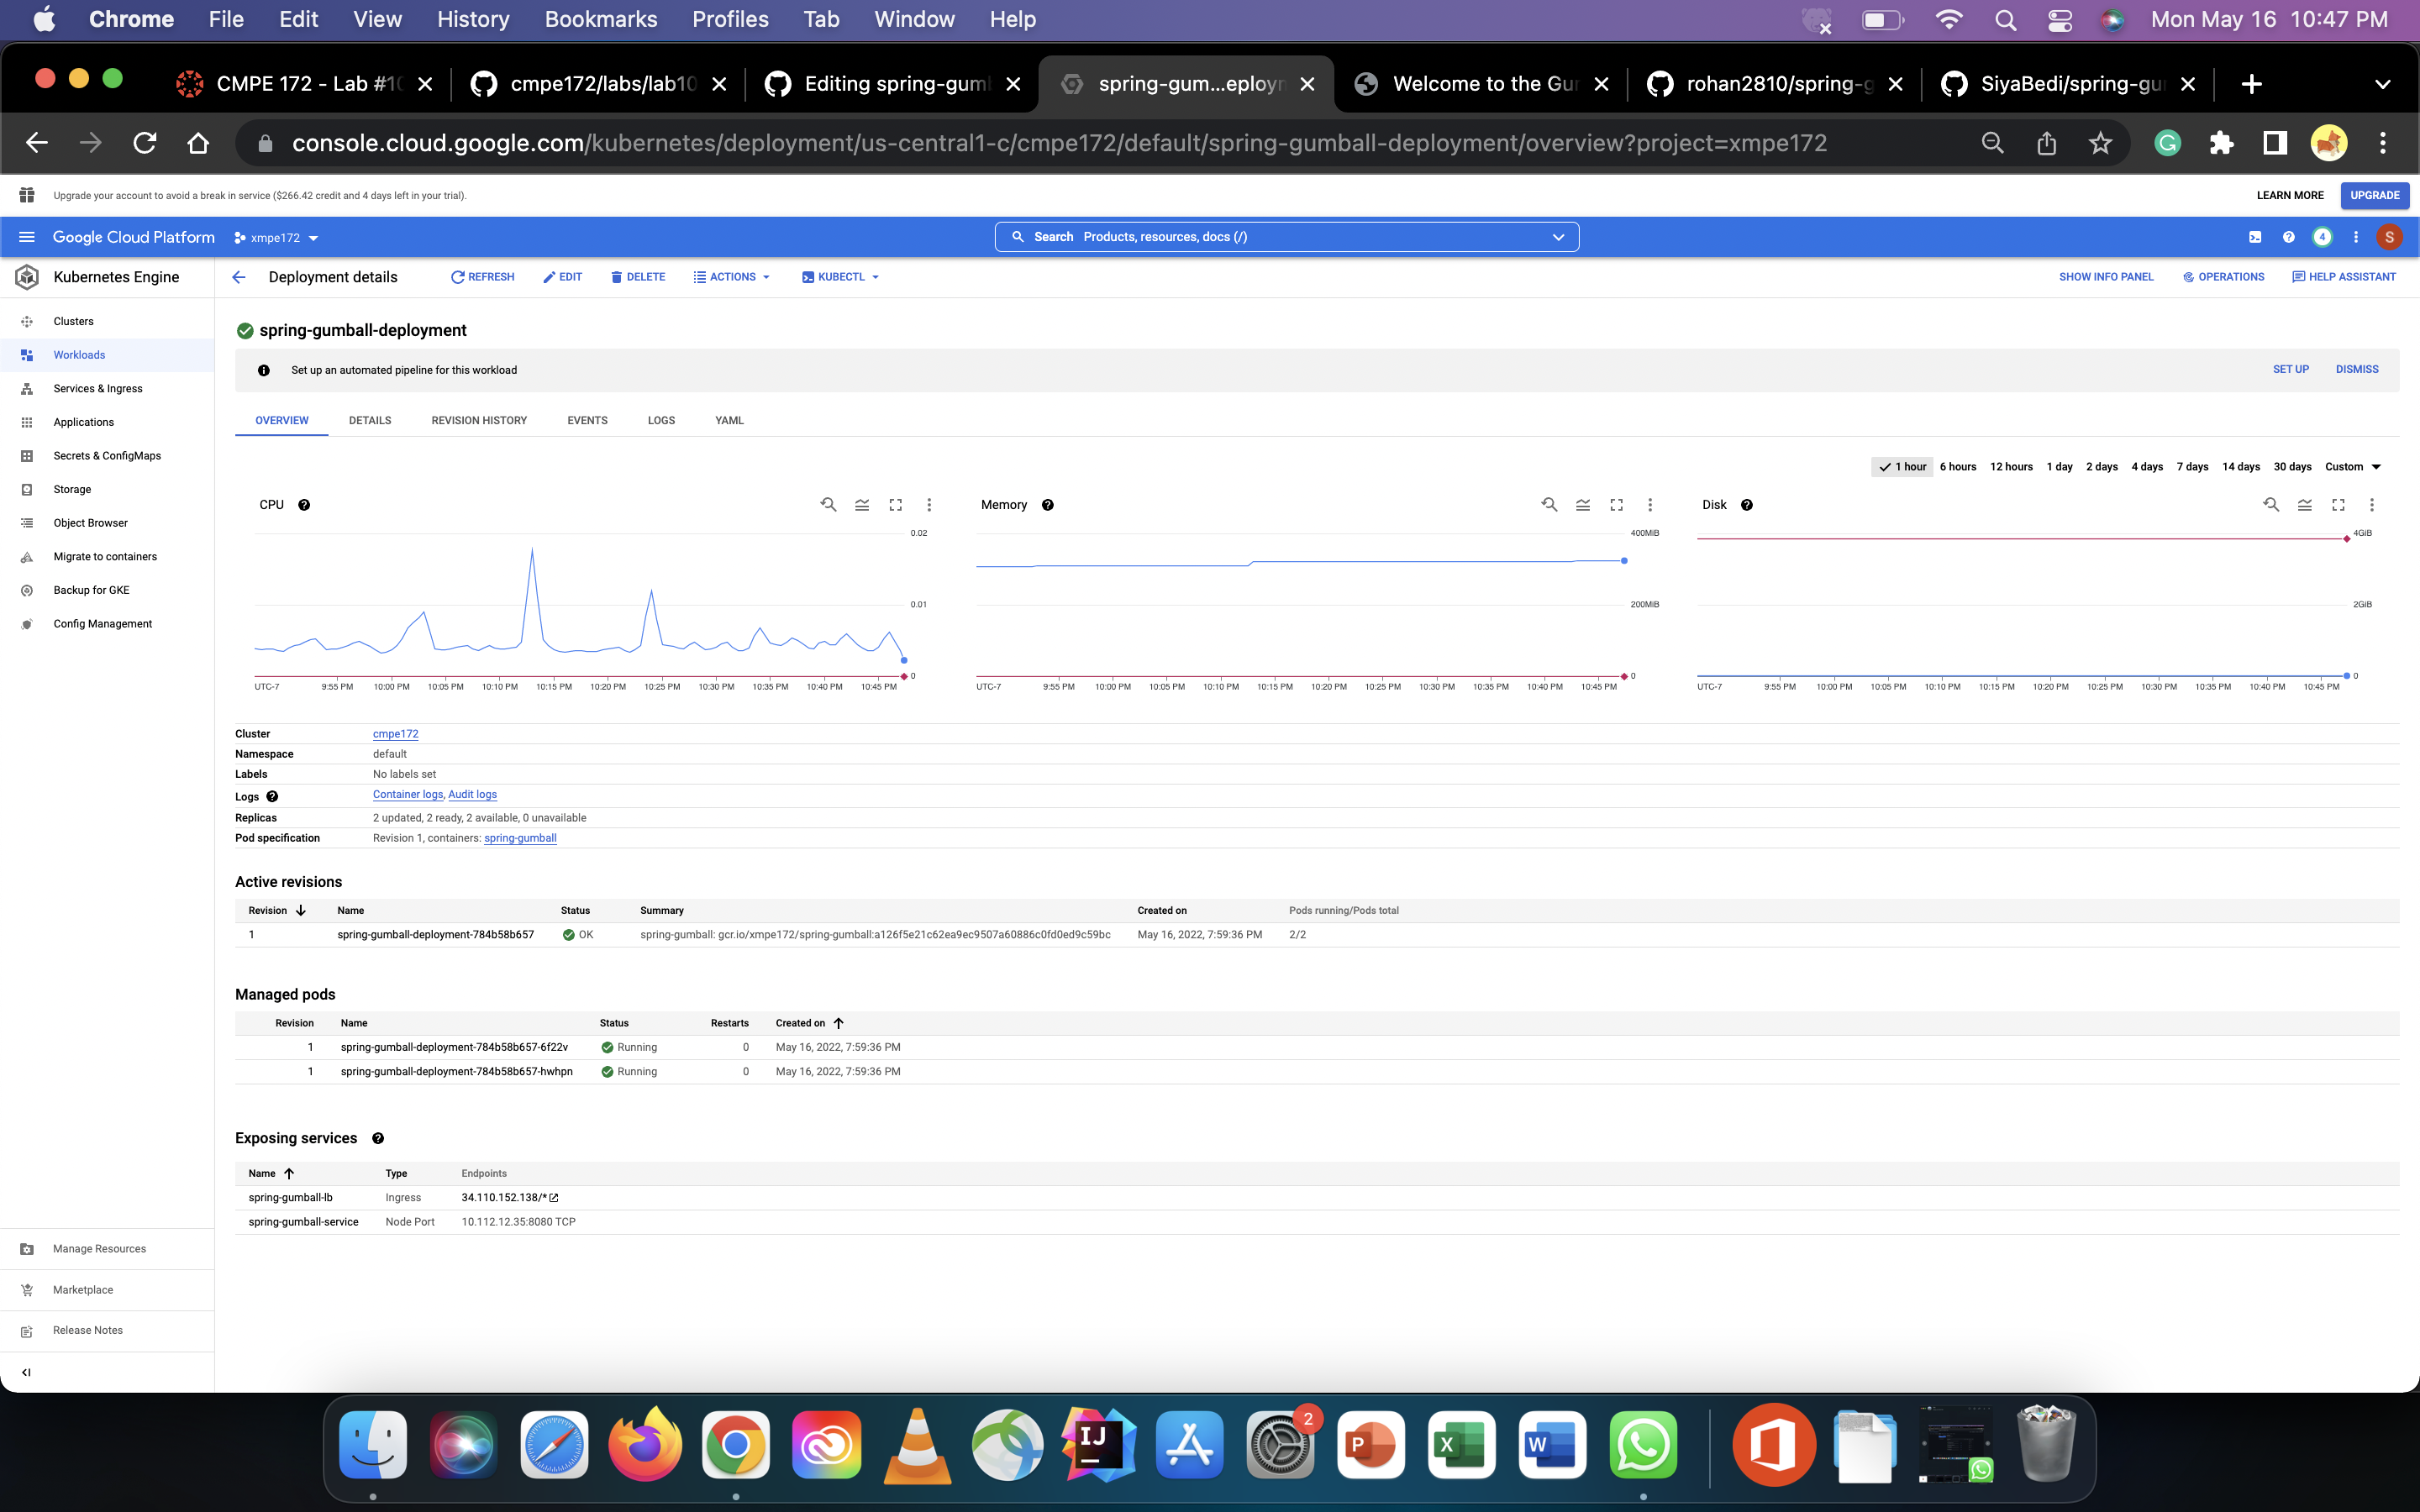 Chrome File Edit View History Bookmarks Profiles Tab Window Help Mon May 16 10:47 PM
CMPE 172 - Lab #10 cmpe172/labs/lab10 Editing spring-gumb spring-gum...eployn Welcome to the Gun rohan2810/spring-g SiyaBedi/spring-gu
console.cloud.google.com/kubernetes/deployment/us-central1-c/cmpe172/default/spring-gumball-deployment/overview?project=xmpe172
Upgrade your account to avoid a break in service ($266.42 credit and 4 days left in your trial). LEARN MORE UPGRADE
Google Cloud Platform xmpe172 Search Products, resources, docs (/) 4 S
Kubernetes Engine Deployment details REFRESH EDIT DELETE ACTIONS KUBECTL SHOW INFO PANEL OPERATIONS HELP ASSISTANT
Clusters
Workloads
Services & Ingress
Applications
Secrets & ConfigMaps
Storage
Object Browser
Migrate to containers
Backup for GKE
Config Management
Manage Resources
Marketplace
Release Notes
spring-gumball-deployment
Set up an automated pipeline for this workload SET UP DISMISS
OVERVIEW DETAILS REVISION HISTORY EVENTS LOGS YAML
1 hour 6 hours 12 hours 1 day 2 days 4 days 7 days 14 days 30 days Custom
CPU
0.02
0.01
0
UTC-7 9:55 PM 10:00 PM 10:05 PM 10:10 PM 10:15 PM 10:20 PM 10:25 PM 10:30 PM 10:35 PM 10:40 PM 10:45 PM
Memory
400MiB
200MiB
0
UTC-7 9:55 PM 10:00 PM 10:05 PM 10:10 PM 10:15 PM 10:20 PM 10:25 PM 10:30 PM 10:35 PM 10:40 PM 10:45 PM
Disk
4GiB
2GiB
0
UTC-7 9:55 PM 10:00 PM 10:05 PM 10:10 PM 10:15 PM 10:20 PM 10:25 PM 10:30 PM 10:35 PM 10:40 PM 10:45 PM
Cluster cmpe172
Namespace default
Labels No labels set
Logs Container logs, Audit logs
Replicas 2 updated, 2 ready, 2 available, 0 unavailable
Pod specification Revision 1, containers: spring-gumball
Active revisions
Revision Name Status Summary Created on Pods running/Pods total
1 spring-gumball-deployment-784b58b657 OK spring-gumball: gcr.io/xmpe172/spring-gumball:a126f5e21c62ea9ec9507a60886c0fd0ed9c59bc May 16, 2022, 7:59:36 PM 2/2
Managed pods
Revision Name Status Restarts Created on
1 spring-gumball-deployment-784b58b657-6f22v Running 0 May 16, 2022, 7:59:36 PM
1 spring-gumball-deployment-784b58b657-hwhpn Running 0 May 16, 2022, 7:59:36 PM
Exposing services
Name Type Endpoints
spring-gumball-lb Ingress 34.110.152.138/*
spring-gumball-service Node Port 10.112.12.35:8080 TCP
IJ 2 P X W